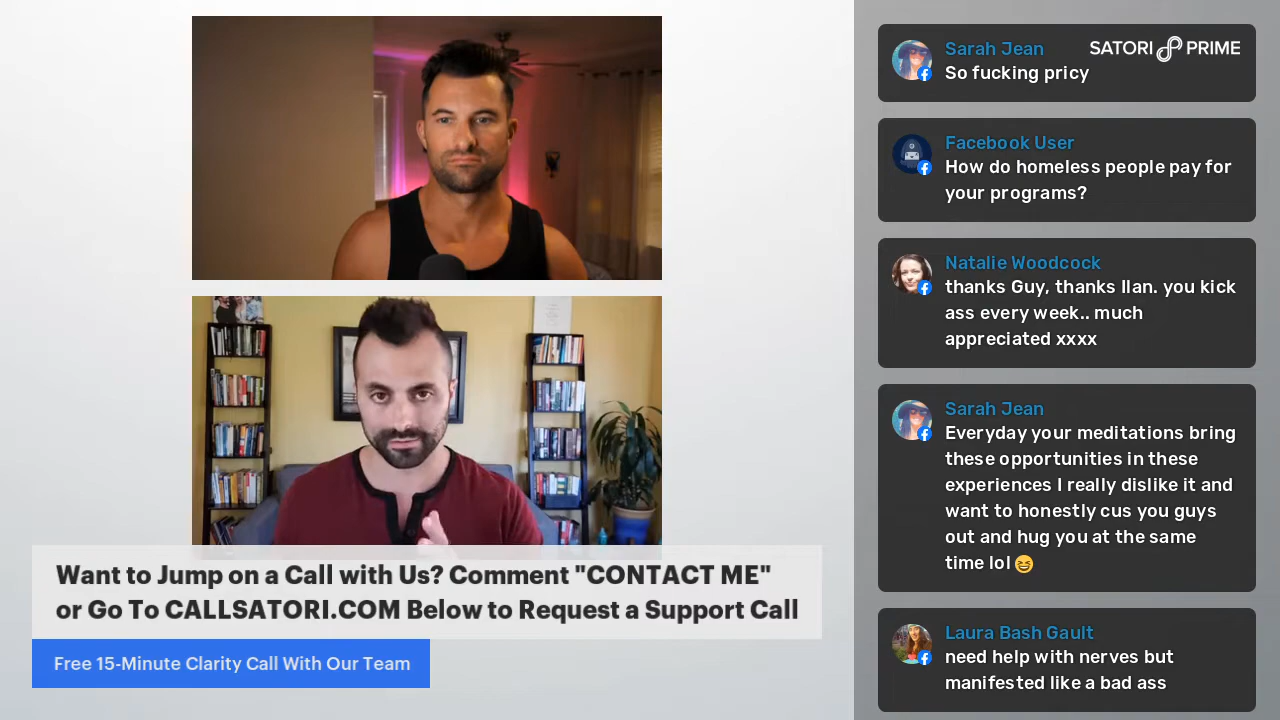 Want to Jump on a Call with Us? Comment "CONTACT ME"
or Go To CALLSATORI.COM Below to Request a Support Call
Free 15-Minute Clarity Call With Our Team
SATORI PRIME
Sarah Jean
So fucking pricy
Facebook User
How do homeless people pay for
your programs?
Natalie Woodcock
thanks Guy, thanks Ilan. you kick
ass every week.. much
appreciated xxxx
Sarah Jean
Everyday your meditations bring
these opportunities in these
experiences I really dislike it and
want to honestly cus you guys
out and hug you at the same
time lol 😄
Laura Bash Gault
need help with nerves but
manifested like a bad ass